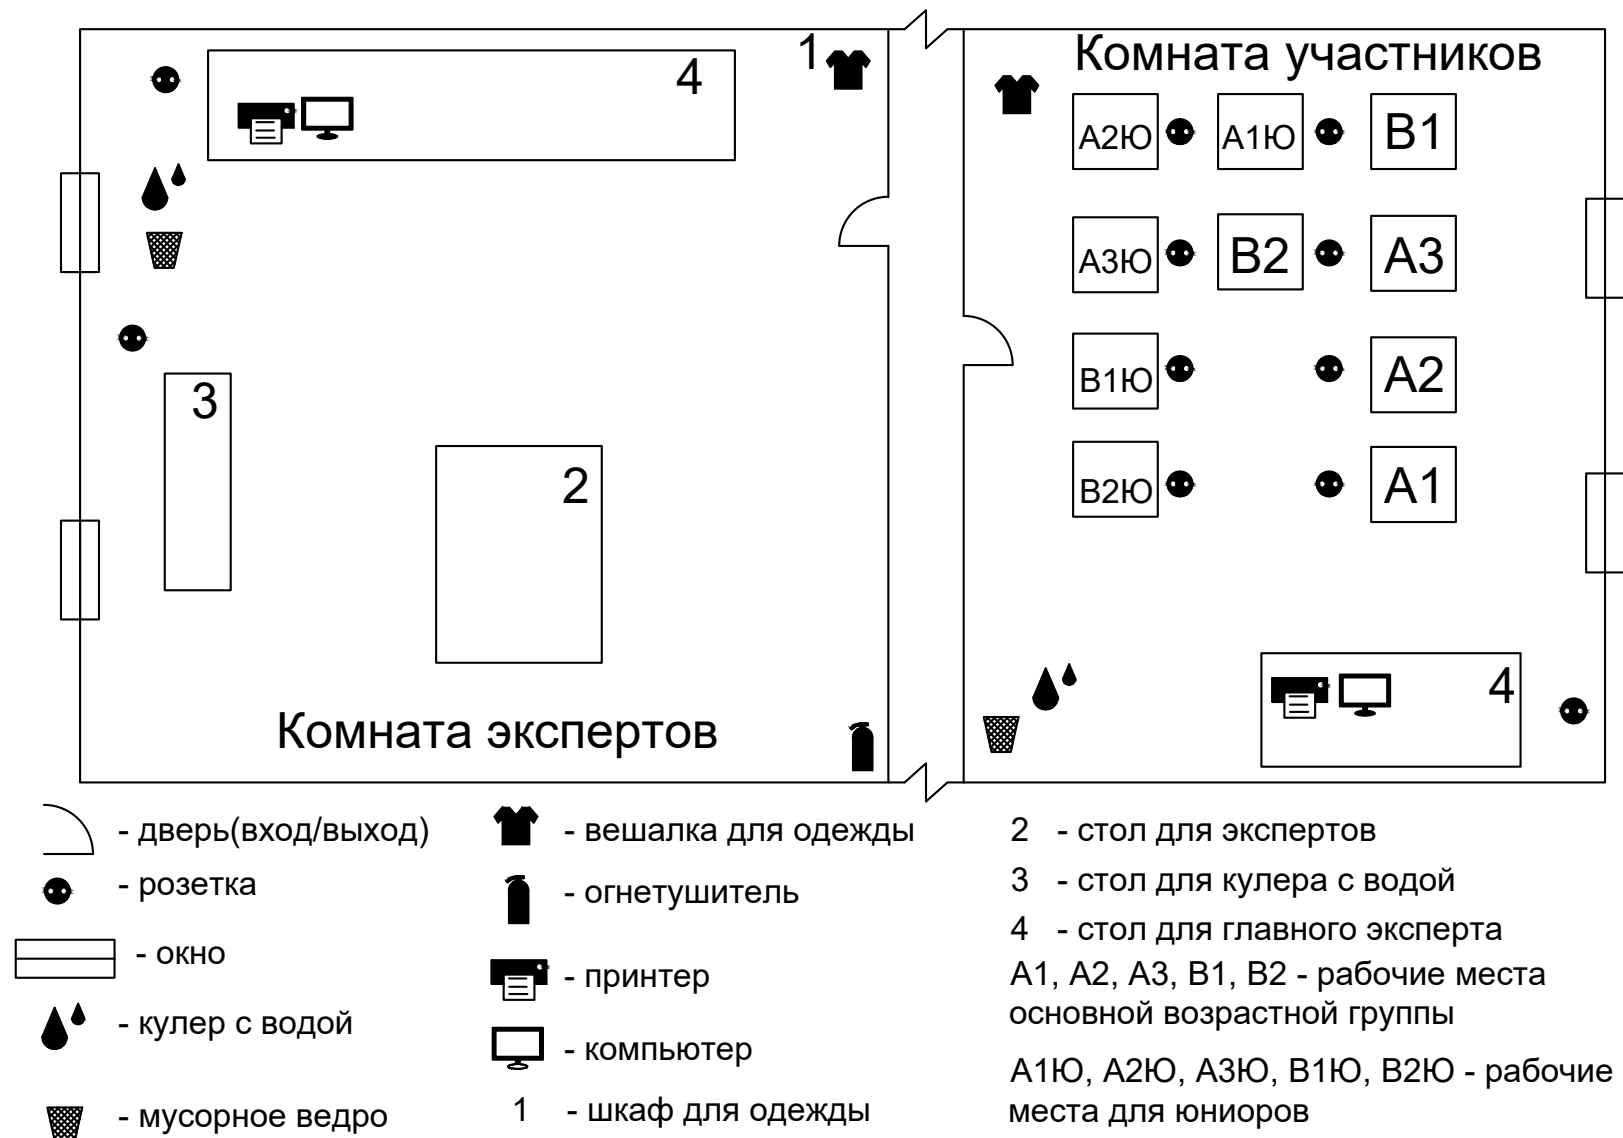 4
1
Комната участников
А2Ю
А1Ю
В1
А3Ю
В2
А3
3
В1Ю
А2
2
В2Ю
А1
Комната экспертов
4
- дверь(вход/выход)
- розетка
- окно
- кулер с водой
- мусорное ведро
- вешалка для одежды
- огнетушитель
- принтер
- компьютер
1 - шкаф для одежды
2 - стол для экспертов
3 - стол для кулера с водой
4 - стол для главного эксперта
А1, А2, А3, В1, В2 - рабочие места
основной возрастной группы
А1Ю, А2Ю, А3Ю, В1Ю, В2Ю - рабочие
места для юниоров